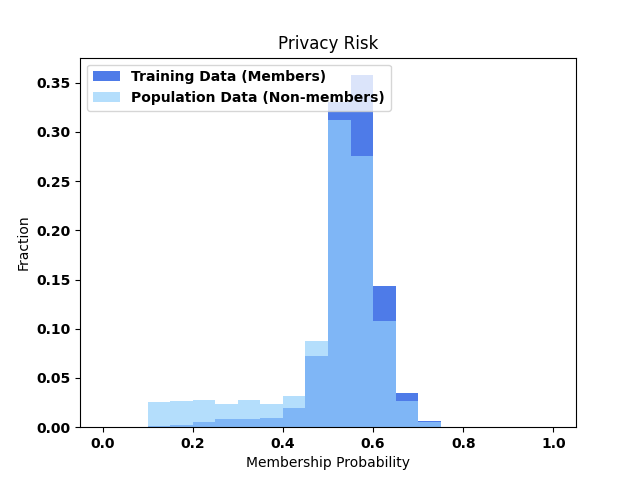 Privacy Risk
Training Data (Members)
Population Data (Non-members)
0.35
0.30
0.25
0.20
0.15
0.10
0.05
0.00
Fraction
0.0 0.2 0.4 0.6 0.8 1.0
Membership Probability